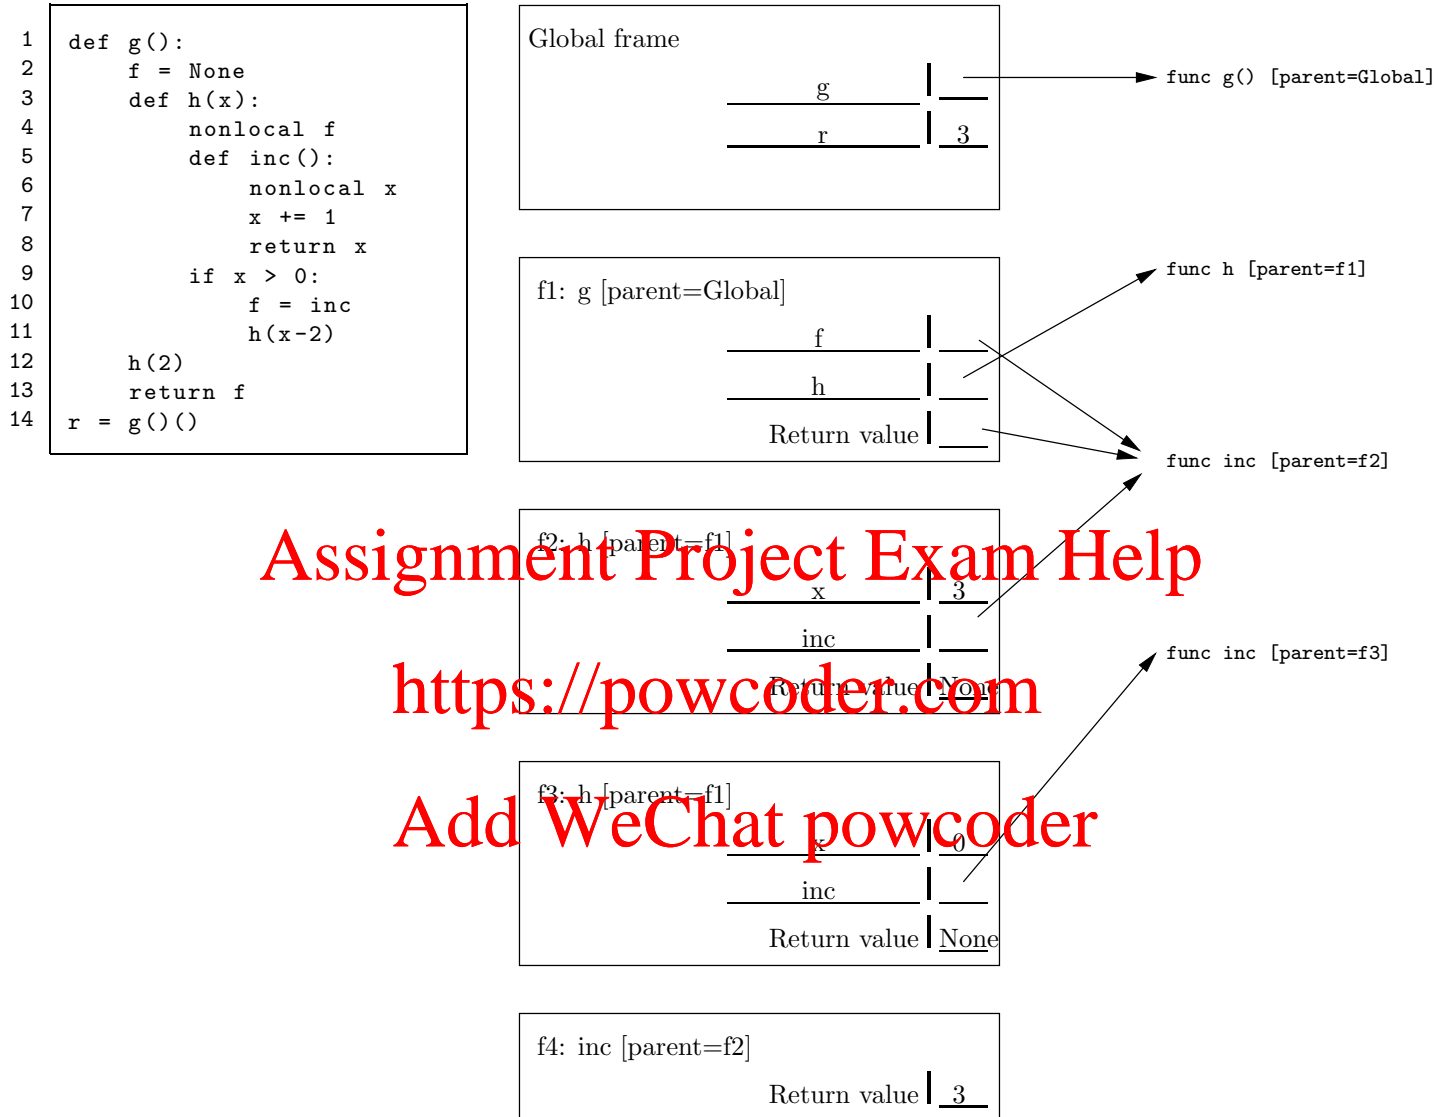 1 def g():
2 f = None
3 def h(x):
4 nonlocal f
5 def inc():
6 nonlocal x
7 x += 1
8 return x
9 if x > 0:
10 f = inc
11 h(x-2)
12 h(2)
13 return f
14 r = g()()
Global frame
g
func g() [parent=Global]
r 3
f1: g [parent=Global]
func h [parent=f1]
f
h
Return value
func inc [parent=f2]
f2: h [parent=f1]
Assignment Project Exam Help
x 3
inc
func inc [parent=f3]
Return value None
https://powcoder.com
f3: h [parent=f1]
Add WeChat powcoder
x 0
inc
Return value None
f4: inc [parent=f2]
Return value 3